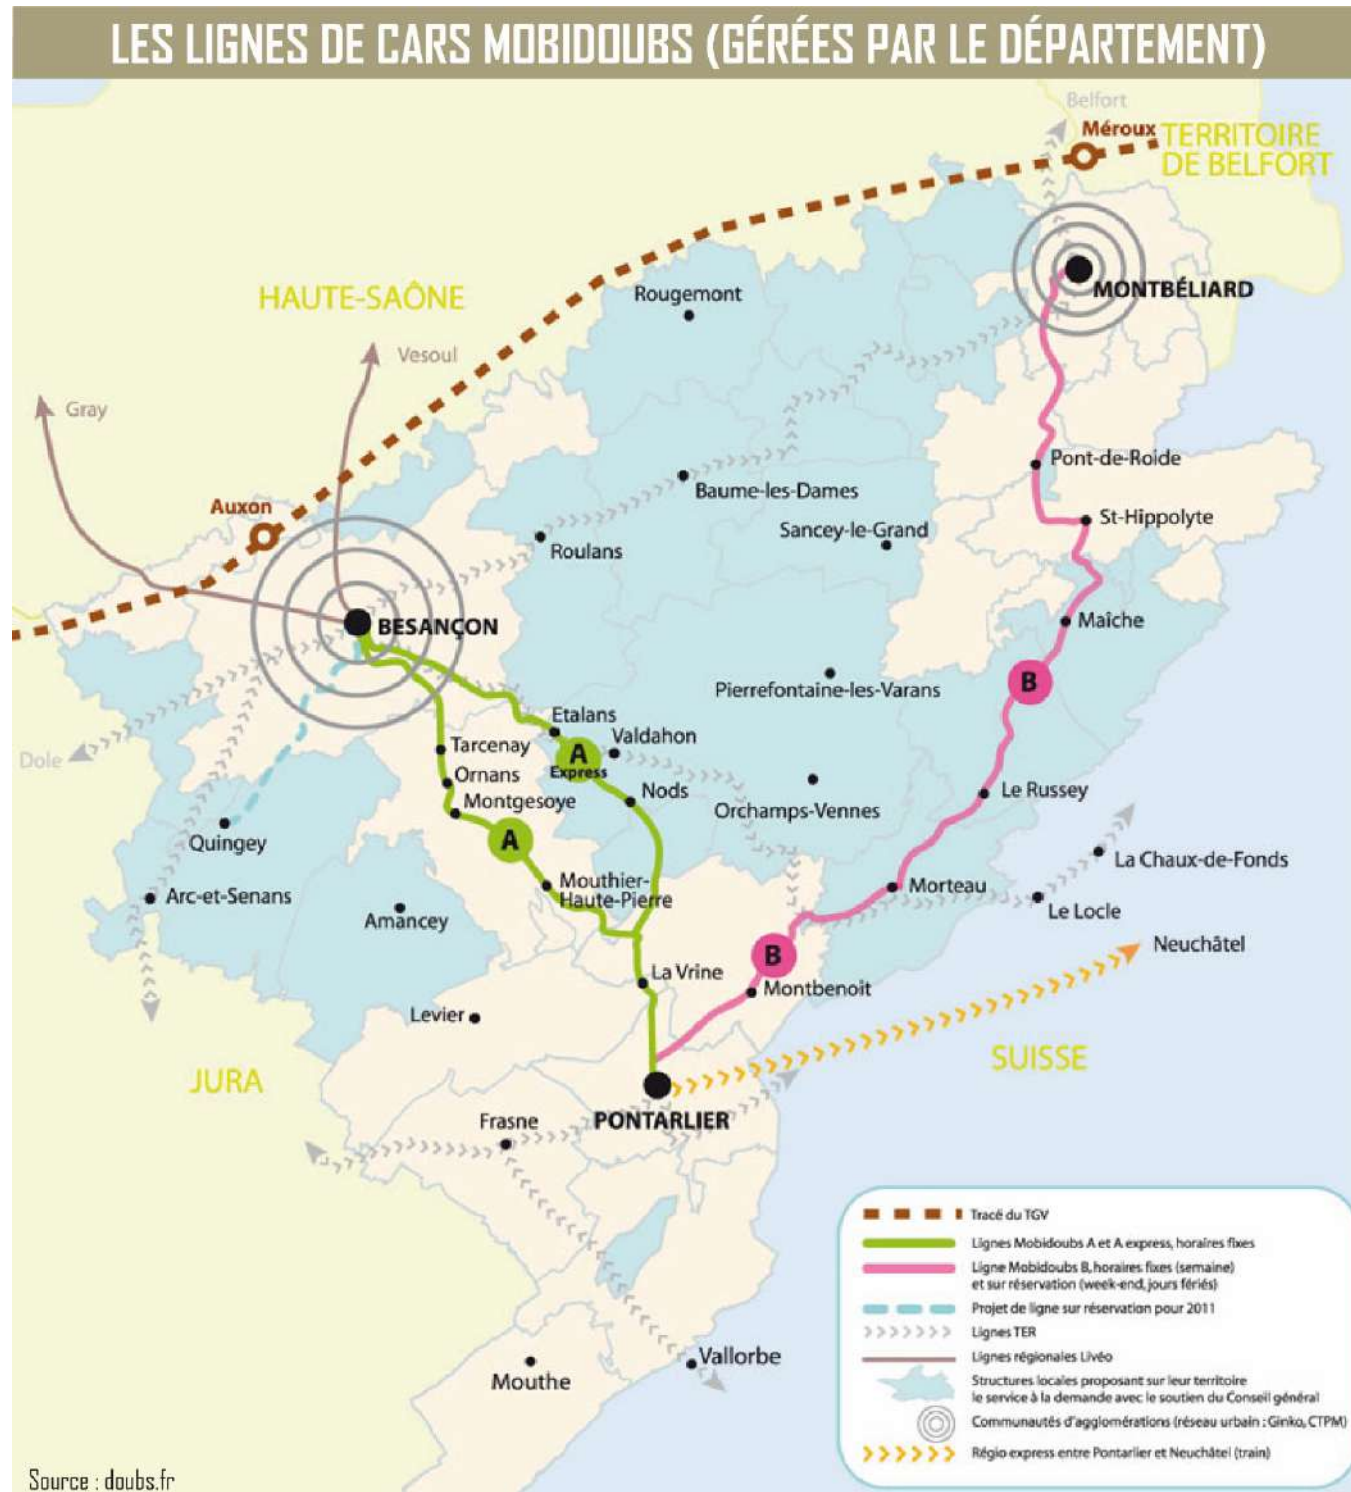 LES LIGNES DE CARS MOBIDOUBS (GÉRÉES PAR LE DÉPARTEMENT)
Belfort
Méroux
TERRITOIRE
DE BELFORT
MONTBÉLIARD
HAUTE-SAÔNE
Rougemont
Vesoul
Gray
Pont-de-Roide
Baume-les-Dames
Auxon
St-Hippolyte
Sancey-le-Grand
Roulans
BESANÇON
Maîche
B
Pierrefontaine-les-Varans
Etalans
Valdahon
Tarcenay
A
Express
Dole
Ornans
Nods
Le Russey
Montgesoye
Orchamps-Vennes
Quingey
A
La Chaux-de-Fonds
Mouthier-
Haute-Pierre
Morteau
Arc-et-Senans
Amancey
Le Locle
Neuchâtel
B
La Vrine
Montbenoit
Levier
SUISSE
JURA
Frasne
PONTARLIER
Vallorbe
Mouthe
Tracé du TGV
Lignes Mobidoubs A et A express, horaires fixes
Ligne Mobidoubs B, horaires fixes (semaine)
et sur réservation (week-end, jours fériés)
Projet de ligne sur réservation pour 2011
Lignes TER
Lignes régionales Livéo
Structures locales proposant sur leur territoire
le service à la demande avec le soutien du Conseil général
Communautés d'agglomérations (réseau urbain : Ginko, CTPM)
Régio express entre Pontarlier et Neuchâtel (train)
Source : doubs.fr